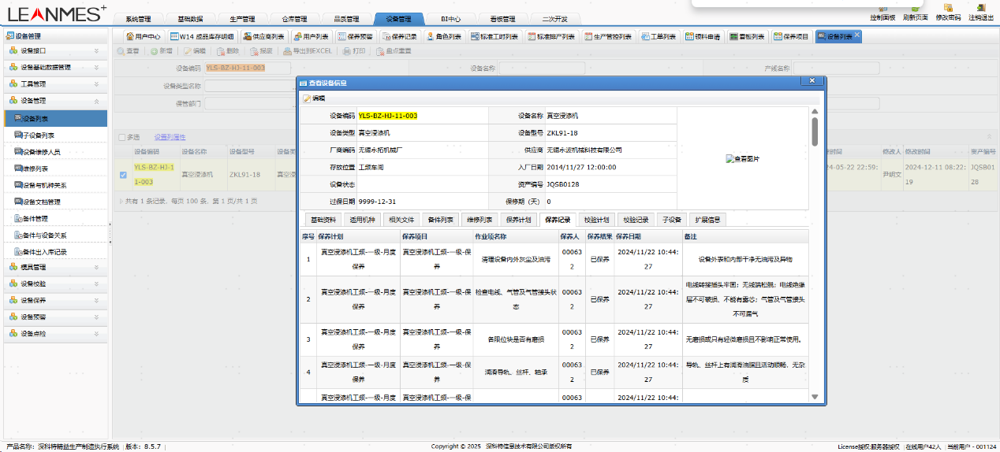 LEANMES+
系统管理 基础数据 生产管理 仓库管理 品质管理 设备管理 BI中心 看板管理 二次开发
控制面板 刷新页面 修改密码 注销退出
设备管理
用户中心 W14 成品库存明细 供应商列表 用户列表 保养预警 保养记录 角色列表 标准工时列表 标准排产列表 生产管控列表 工单列表 领料申请 看板列表 保养项目 设备列表
查看 新增 编辑 删除 报废 导出到EXCEL 打印 盘点重置
设备接口
设备基础数据管理
工具管理
设备管理
设备列表
子设备列表
设备维修人员
维修列表
设备与机种关系
设备文档管理
备件管理
备件与设备关系
备件出入库记录
模具管理
设备校验
设备保养
设备预警
设备点检
设备编码 YLS-BZ-HJ-11-003 设备名称 产线名称
设备类型名称
保管部门
多选 设置列属性
设备编码 设备名称 设备型号 设备类
YLS-BZ-HJ-1
1-003
真空浸漆机 ZKL91-18 真空浸
共有 1 条记录，每页 100 条，第 1 页/共 1 页
时间 修改人 修改时间 资产编号
24-05-22 22:59: 尹明文 2024-12-11 08:22:
19
JQSB01
28
查看设备信息
编辑
设备编码 YLS-BZ-HJ-11-003 设备名称 真空浸漆机
设备类型 真空浸漆机 设备型号 ZKL91-18
厂商编码 无锡永拓机械厂 供应商 无锡水波机械科技有限公司
存放位置 工频车间 入厂日期 2014/11/27 12:00:00
设备状态 资产编号 JQSB0128
过保日期 9999-12-31 保修期（天） 0
查看图片
基础资料 适用机种 相关文件 备件列表 维修列表 保养计划 保养记录 校验计划 校验记录 子设备 扩展信息
序号 保养计划 保养项目 作业项名称 保养人 保养结果 保养日期 备注
1 真空浸漆机工频-一级-月度
保养 真空浸漆机工频-一级-保
养 清理设备内外灰尘及油污 00063
2 已保养 2024/11/22 10:44:
27 设备外表和内部干净无油污及异物
2 真空浸漆机工频-一级-月度
保养 真空浸漆机工频-一级-保
养 检查电线、气管及气管接头状
态 00063
2 已保养 2024/11/22 10:44:
27 电线转接插头牢固；无线端松脱；电线绝缘
层不可破损、不能有露芯；气管及气管接头
不可漏气
3 真空浸漆机工频-一级-月度
保养 真空浸漆机工频-一级-保
养 各限位块是否有磨损 00063
2 已保养 2024/11/22 10:44:
27 无磨损或只有轻微磨损且不影响正常使用。
4 真空浸漆机工频-一级-月度
保养 真空浸漆机工频-一级-保
养 润滑导轨、丝杆、轴承 00063
2 已保养 2024/11/22 10:44:
27 导轨、丝杆上有润滑油脂且活动顺畅，无杂
质
真空浸漆机工频-一级-月度 真空浸漆机工频-一级-保 00063 2024/11/22 10:44:
产品名称：深科特精益生产制造执行系统 版本：8.5.7
Copyright © 2025 深科特信息技术有限公司版权所有
License授权:服务器授权 在线用户42人 当前用户 - 001124